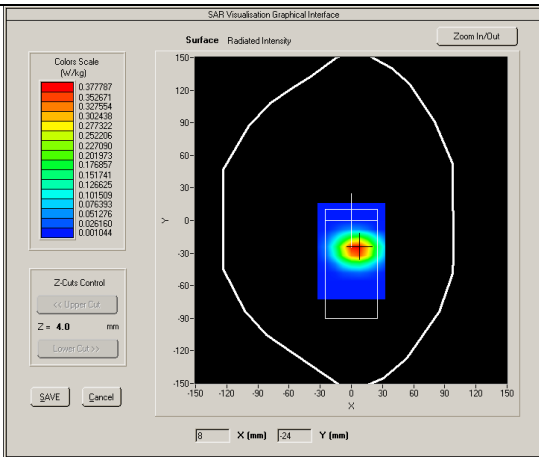 SAR Visualisation Graphical Interface
Surface Radiated Intensity
Zoom In/Out
Colors Scale
(W/kg)
0.377787
0.352671
0.327554
0.302438
0.277322
0.252206
0.227090
0.201973
0.176857
0.151741
0.126625
0.101509
0.076393
0.051276
0.026160
0.001044
Z-Cuts Control
<< Upper Cut
Z = 4.0 mm
Lower Cut >>
SAVE Cancel
150
120
90
60
30
0
-30
-60
-90
-120
-150
Y
-150 -120 -90 -60 -30 0 30 60 90 120 150
X
8 X (mm) -24 Y (mm)